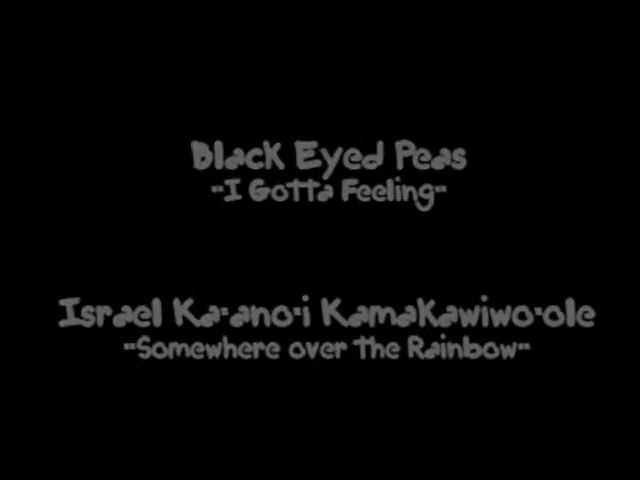 Black Eyed Peas
"I Gotta Feeling"
Israel Ka'ano'i Kamakawiwo'ole
"Somewhere over the Rainbow"